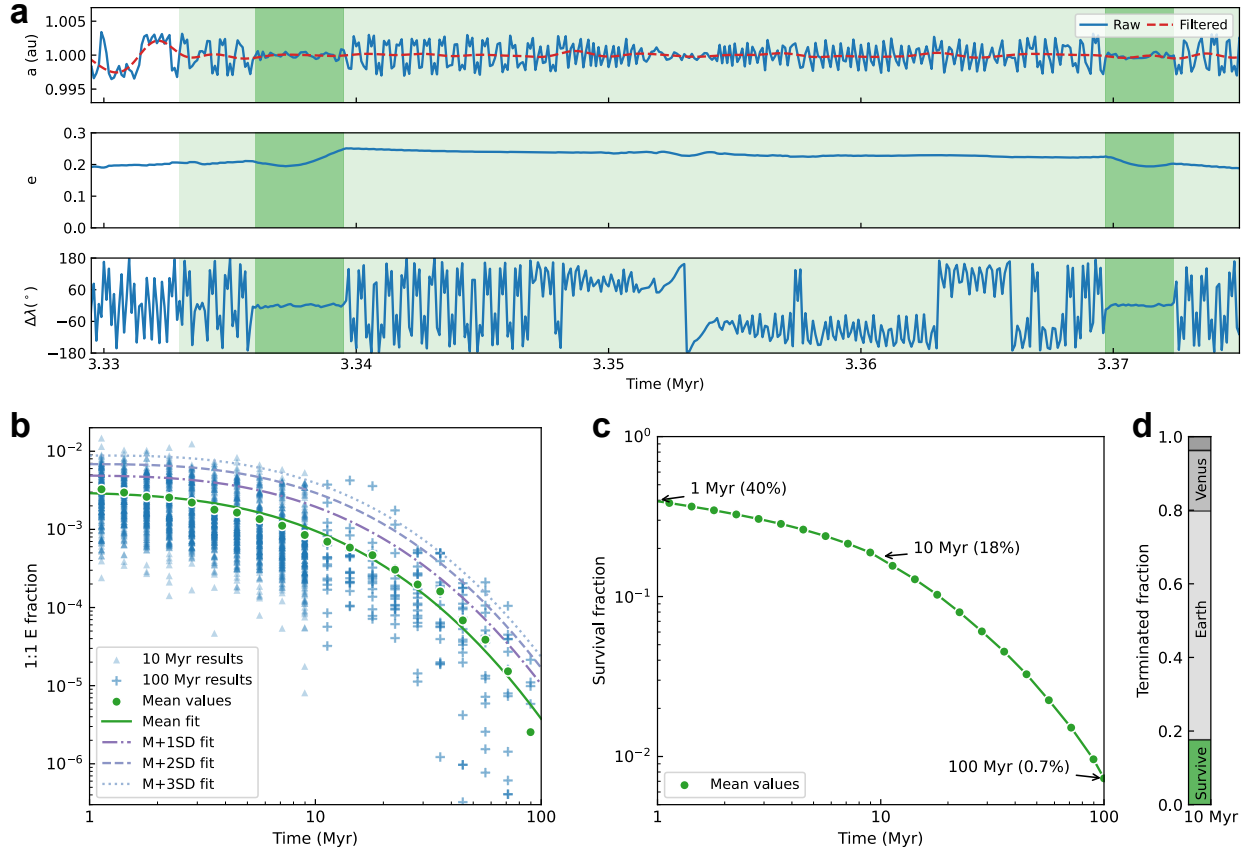 a
1.005
1.000
0.995
a (au)
Raw
Filtered
0.3
0.2
0.1
0.0
e
180
60
−60
−180
Δλ(°)
3.33
3.34
3.35
3.36
3.37
Time (Myr)
b
10⁻²
10⁻³
10⁻⁴
10⁻⁵
10⁻⁶
1:1 E fraction
10 Myr results
100 Myr results
Mean values
Mean fit
M+1SD fit
M+2SD fit
M+3SD fit
1
10
100
Time (Myr)
c
10⁰
10⁻¹
10⁻²
Survival fraction
1 Myr (40%)
10 Myr (18%)
100 Myr (0.7%)
Mean values
1
10
100
Time (Myr)
d
1.0
0.8
0.6
0.4
0.2
0.0
Terminated fraction
Venus
Earth
Survive
10 Myr